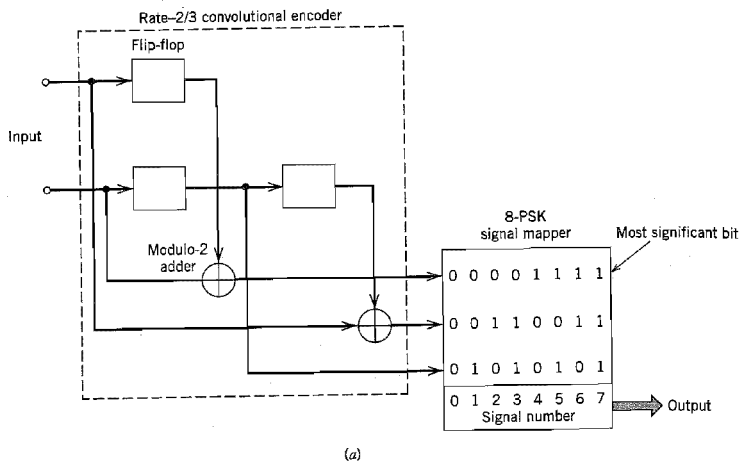 Rate–2/3 convolutional encoder
Flip-flop
Input
Modulo-2
adder
8-PSK
signal mapper
Most significant bit
0 0 0 0 1 1 1 1
0 0 1 1 0 0 1 1
0 1 0 1 0 1 0 1
0 1 2 3 4 5 6 7
Signal number
Output
(a)